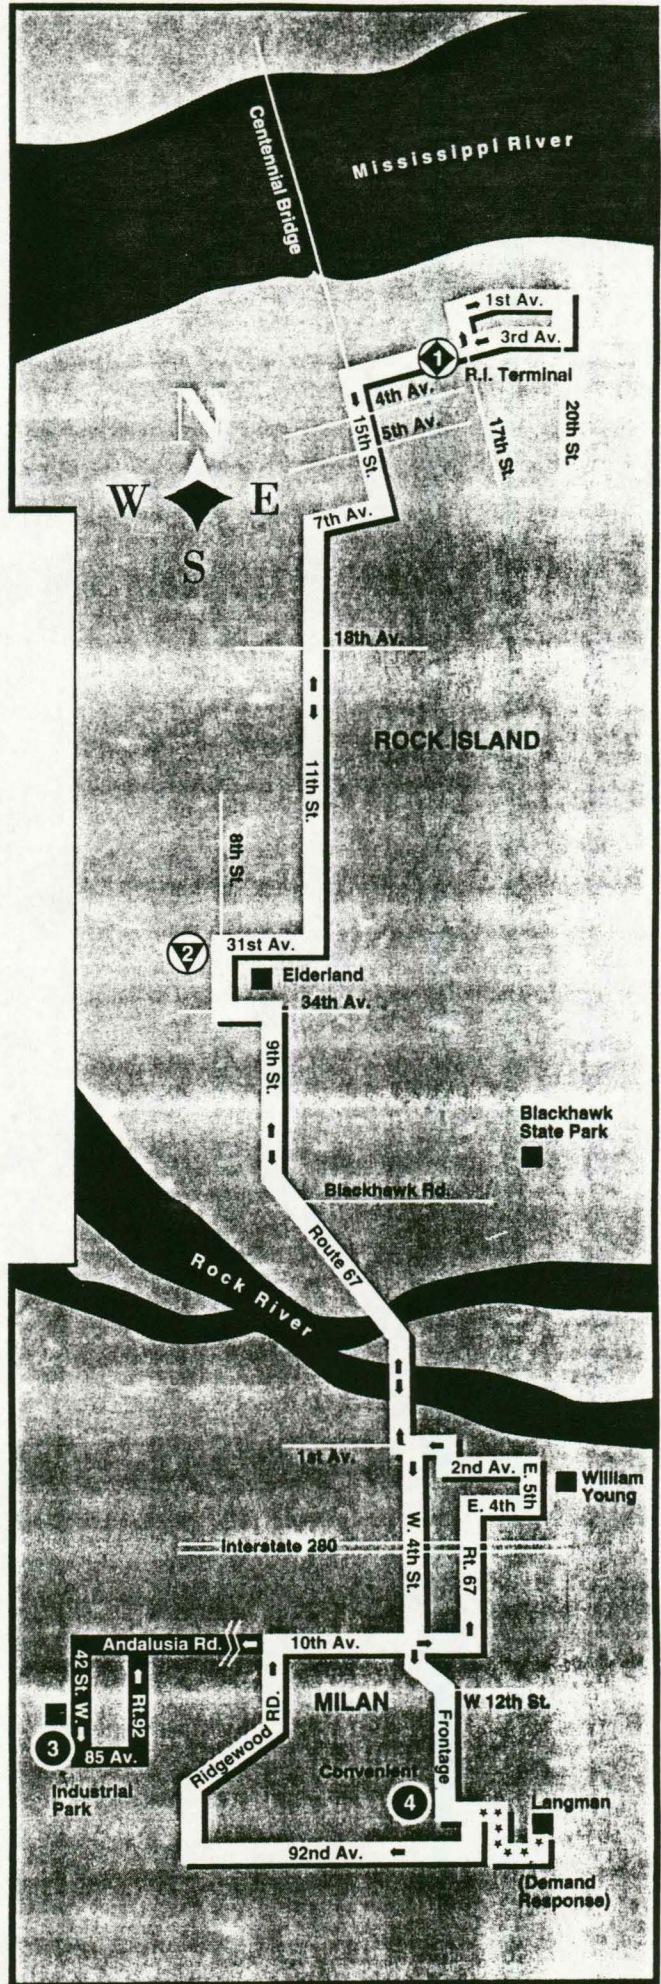 Mississippi River
Centennial Bridge
1st Av.
3rd Av.
1
R.I. Terminal
4th Av.
5th Av.
15th St.
17th St.
20th St.
N
W E
S
7th Av.
18th Av.
ROCK ISLAND
11th St.
8th St.
31st Av.
2
Elderland
34th Av.
9th St.
Blackhawk
State Park
Blackhawk Rd.
Route 67
Rock River
1st Av.
2nd Av.
E. 5th
William
Young
E. 4th
W. 4th St.
Interstate 280
Rt. 67
Andalusia Rd.
10th Av.
42 St. W.
Rt. 92
RD.
MILAN
W 12th St.
Ridgewood
Frontage
3
85 Av.
Convenient
4
Industrial
Park
Langman
92nd Av.
(Demand
Response)